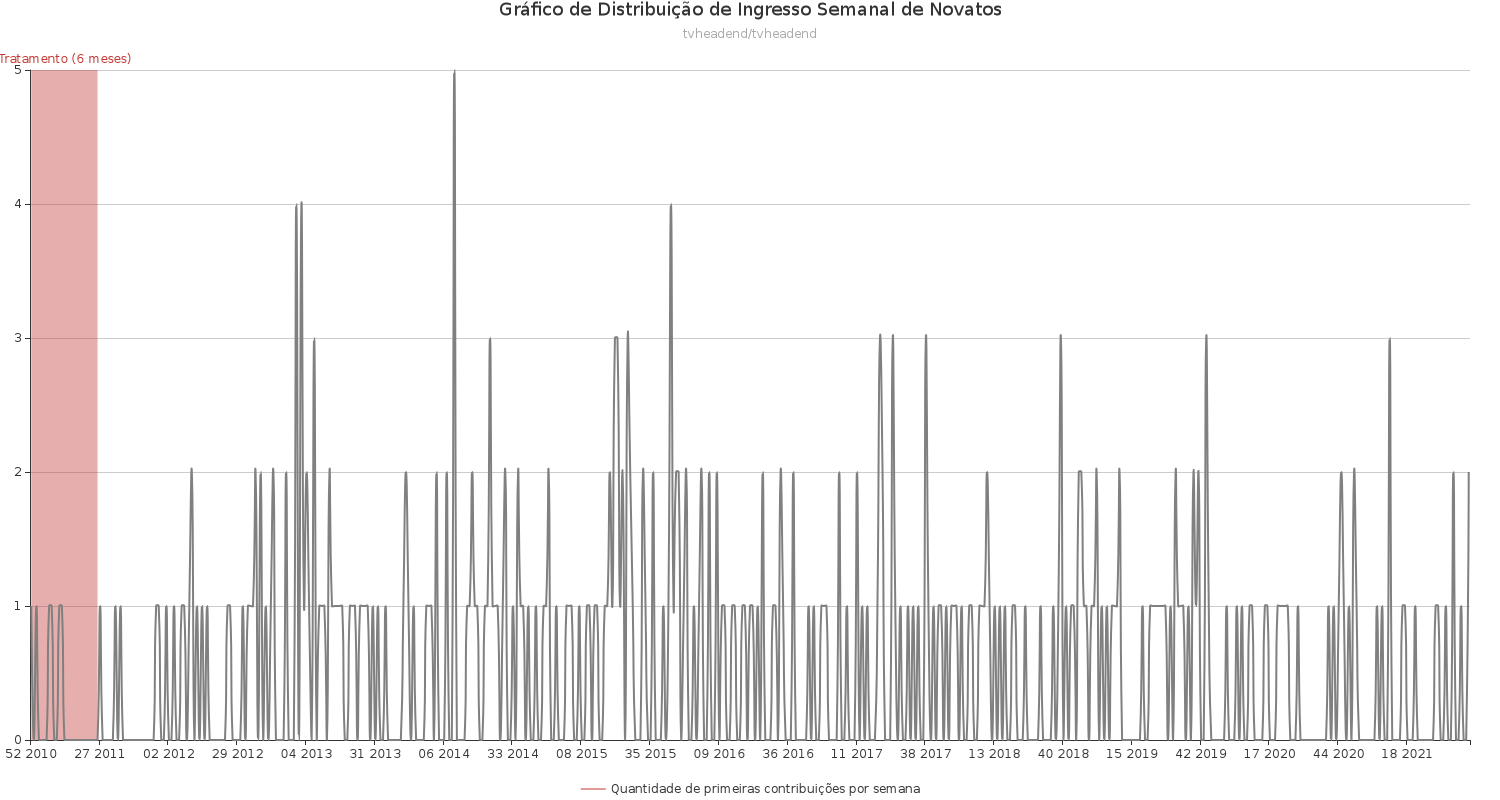 Gráfico de Distribuição de Ingresso Semanal de Novatos
tvheadend/tvheadend
Tratamento (6 meses)
5
4
3
2
1
0
52 2010 27 2011 02 2012 29 2012 04 2013 31 2013 06 2014 33 2014 08 2015 35 2015 09 2016 36 2016 11 2017 38 2017 13 2018 40 2018 15 2019 42 2019 17 2020 44 2020 18 2021
Quantidade de primeiras contribuições por semana